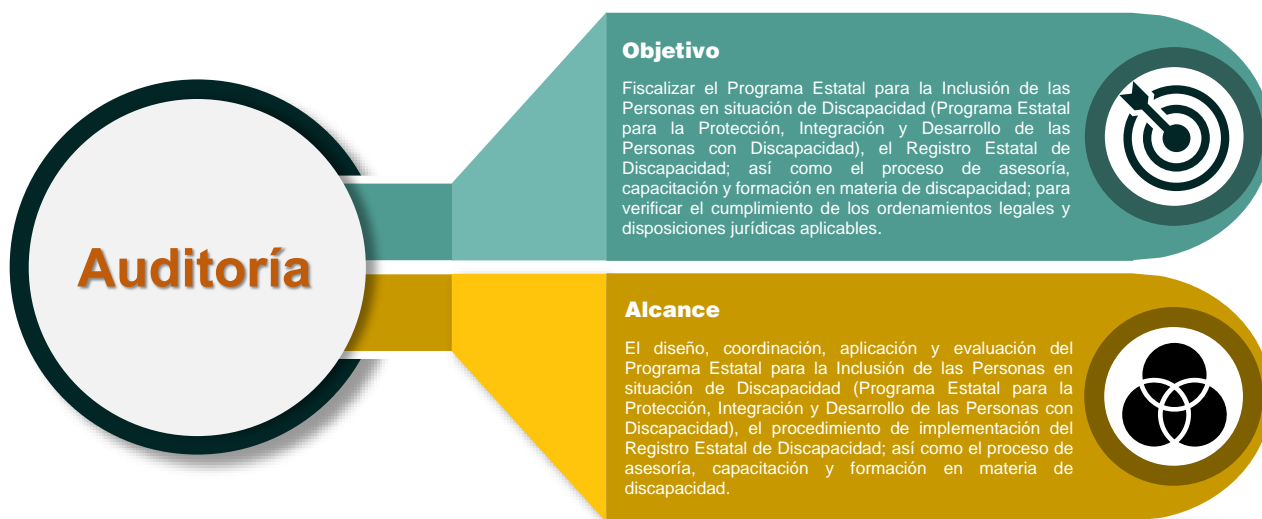 Auditoría
Objetivo
Fiscalizar el Programa Estatal para la Inclusión de las
Personas en situación de Discapacidad (Programa Estatal
para la Protección, Integración y Desarrollo de las
Personas con Discapacidad), el Registro Estatal de
Discapacidad; así como el proceso de asesoría,
capacitación y formación en materia de discapacidad; para
verificar el cumplimiento de los ordenamientos legales y
disposiciones jurídicas aplicables.
Alcance
El diseño, coordinación, aplicación y evaluación del
Programa Estatal para la Inclusión de las Personas en
situación de Discapacidad (Programa Estatal para la
Protección, Integración y Desarrollo de las Personas con
Discapacidad), el procedimiento de implementación del
Registro Estatal de Discapacidad; así como el proceso de
asesoría, capacitación y formación en materia de
discapacidad.